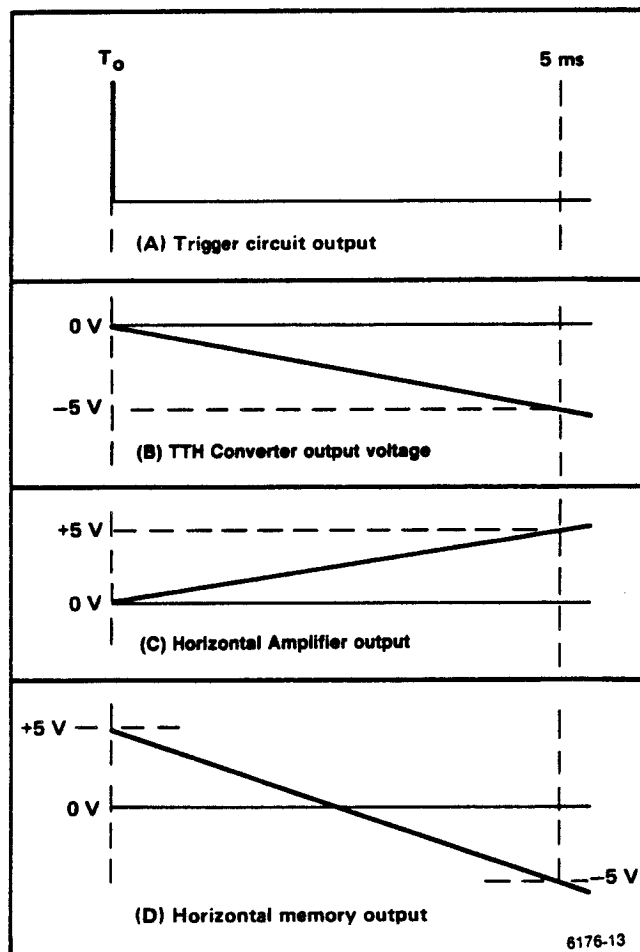 To
5 ms
(A) Trigger circuit output
0 V
−5 V
(B) TTH Converter output voltage
+5 V
0 V
(C) Horizontal Amplifier output
+5 V
0 V
−5 V
(D) Horizontal memory output
6176-13